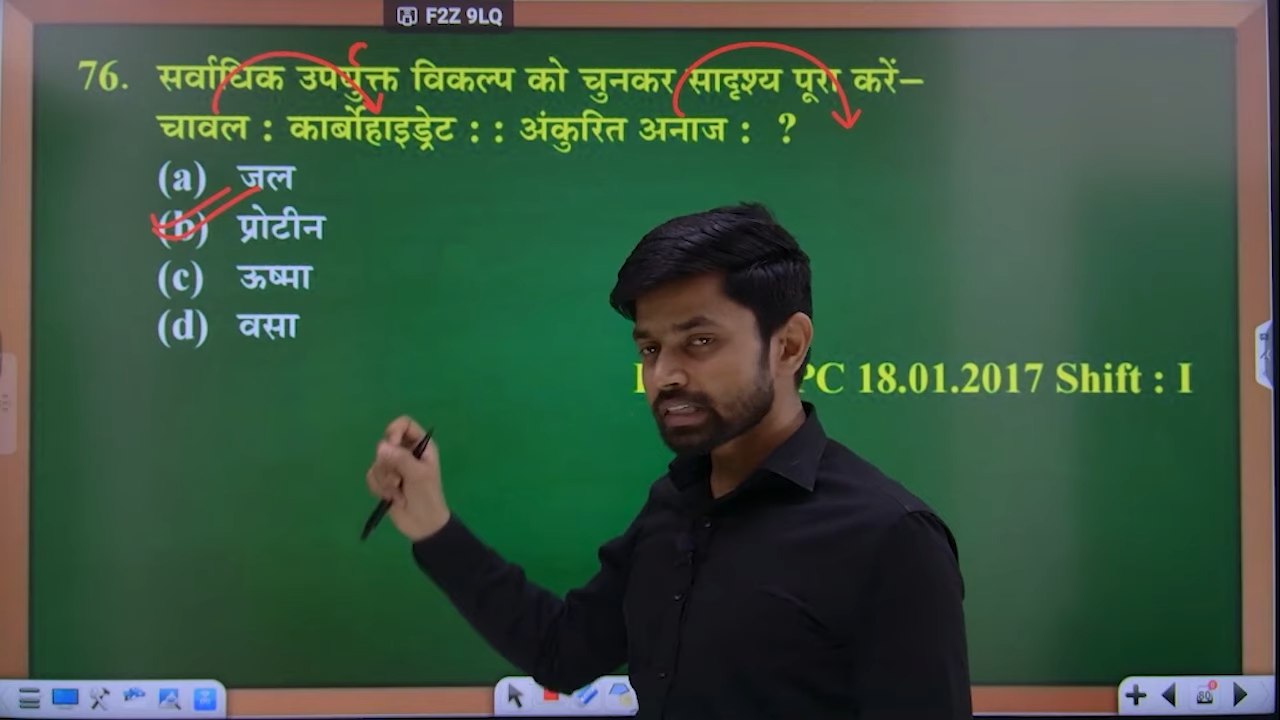 F2Z 9LQ
76. सर्वाधिक उपर्युक्त विकल्प को चुनकर सादृश्य पूरा करें–
चावल : कार्बोहाइड्रेट : : अंकुरित अनाज : ?
(a) जल
(b) प्रोटीन
(c) ऊष्मा
(d) वसा
PC 18.01.2017 Shift : I